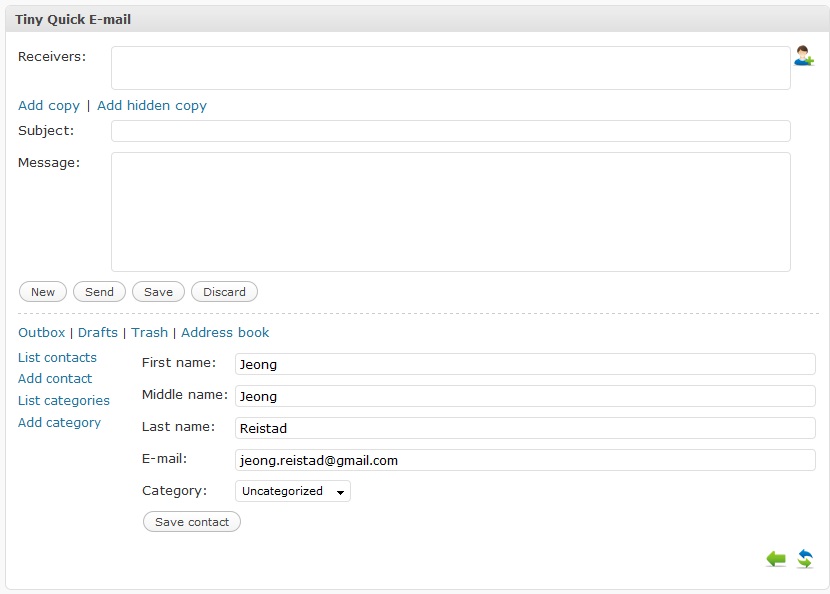 Tiny Quick E-mail
Receivers:
Add copy | Add hidden copy
Subject:
Message:
New Send Save Discard
Outbox | Drafts | Trash | Address book
List contacts
Add contact
List categories
Add category
First name: Jeong
Middle name: Jeong
Last name: Reistad
E-mail: jeong.reistad@gmail.com
Category: Uncategorized
Save contact